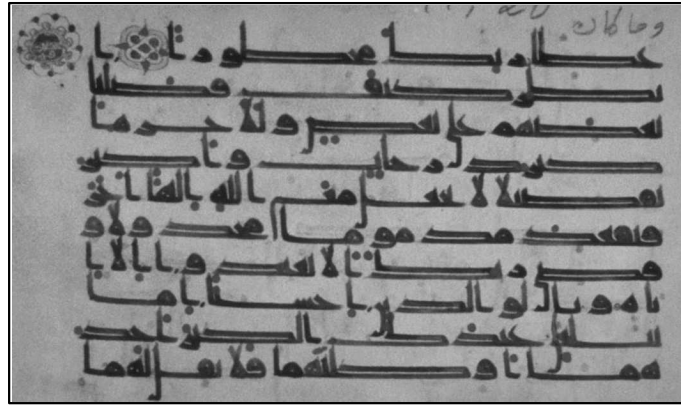 وما كان
عطا ربك محظورا ا
نظر كيف فضلنا
بعضهم على بعض وللاخرة ا
كبر درجت واكبر
تفضيلا لا تجعل مع الله الها اخر
فتقعد مذموما مخذولا و
قضى ربك الا تعبدوا الا ا
ياه وبالولدين احسنا اما
يبلغن عندك الكبر احد
هما او كلاهما فلا تقل لهما